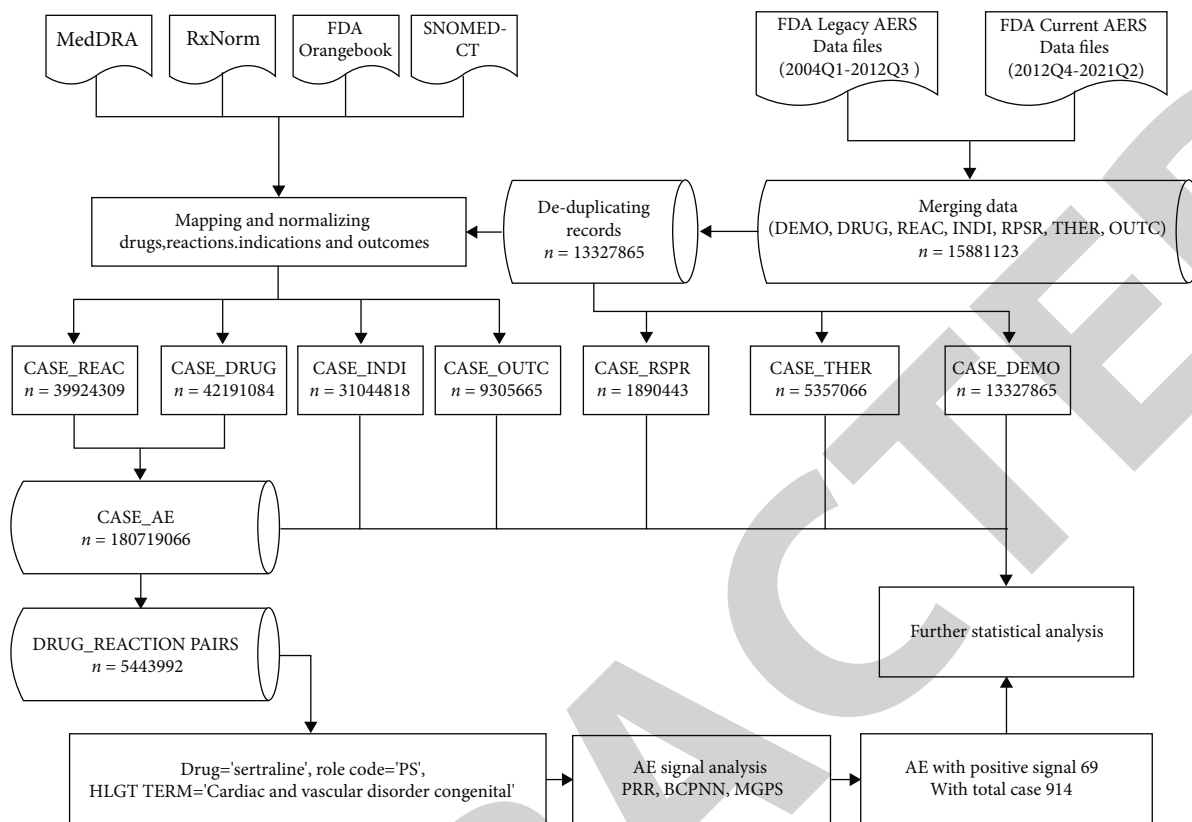 MedDRA
RxNorm
FDA
Orangebook
SNOMED-
CT
FDA Legacy AERS
Data files
(2004Q1-2012Q3 )
FDA Current AERS
Data files
(2012Q4-2021Q2)
Mapping and normalizing
drugs,reactions.indications and outcomes
De-duplicating
records
n = 13327865
Merging data
(DEMO, DRUG, REAC, INDI, RPSR, THER, OUTC)
n = 15881123
CASE_REAC
n = 39924309
CASE_DRUG
n = 42191084
CASE_INDI
n = 31044818
CASE_OUTC
n = 9305665
CASE_RSPR
n = 1890443
CASE_THER
n = 5357066
CASE_DEMO
n = 13327865
CASE_AE
n = 180719066
DRUG_REACTION PAIRS
n = 5443992
Further statistical analysis
Drug='sertraline', role code='PS',
HLGT TERM='Cardiac and vascular disorder congenital'
AE signal analysis
PRR, BCPNN, MGPS
AE with positive signal 69
With total case 914